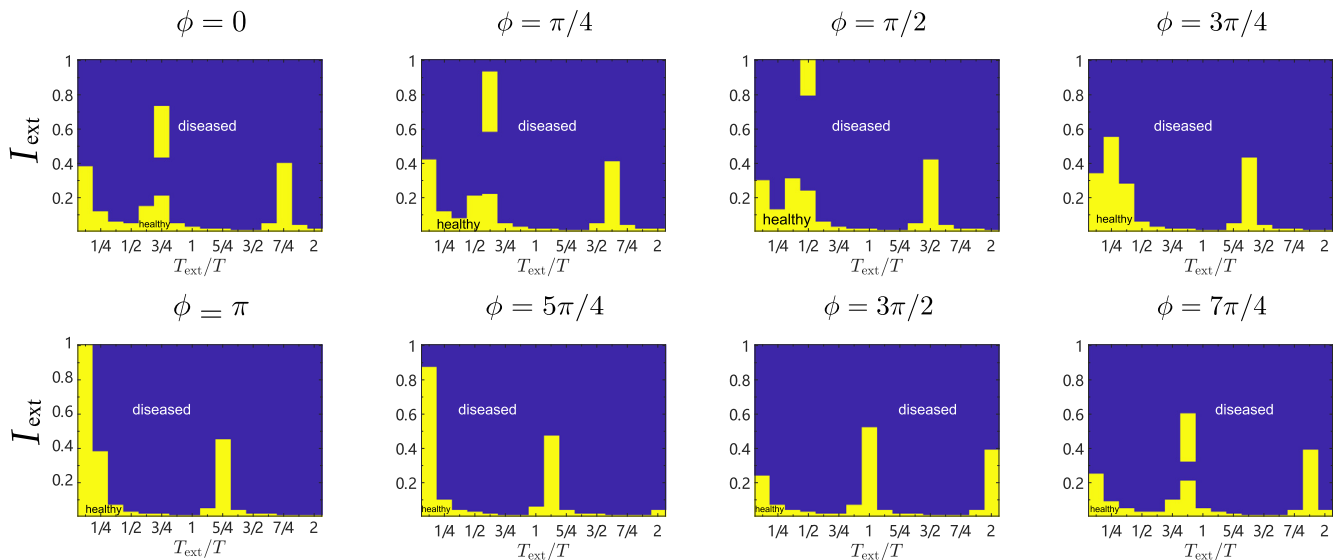 ϕ = 0
ϕ = π/4
ϕ = π/2
ϕ = 3π/4
I_ext
1
0.8
0.6
0.4
0.2
diseased
healthy
1/4 1/2 3/4 1 5/4 3/2 7/4 2
T_ext/T
1
0.8
0.6
0.4
0.2
diseased
healthy
1/4 1/2 3/4 1 5/4 3/2 7/4 2
T_ext/T
1
0.8
0.6
0.4
0.2
diseased
healthy
1/4 1/2 3/4 1 5/4 3/2 7/4 2
T_ext/T
1
0.8
0.6
0.4
0.2
diseased
healthy
1/4 1/2 3/4 1 5/4 3/2 7/4 2
T_ext/T
ϕ = π
ϕ = 5π/4
ϕ = 3π/2
ϕ = 7π/4
I_ext
1
0.8
0.6
0.4
0.2
diseased
healthy
1/4 1/2 3/4 1 5/4 3/2 7/4 2
T_ext/T
1
0.8
0.6
0.4
0.2
diseased
healthy
1/4 1/2 3/4 1 5/4 3/2 7/4 2
T_ext/T
1
0.8
0.6
0.4
0.2
diseased
healthy
1/4 1/2 3/4 1 5/4 3/2 7/4 2
T_ext/T
1
0.8
0.6
0.4
0.2
diseased
healthy
1/4 1/2 3/4 1 5/4 3/2 7/4 2
T_ext/T